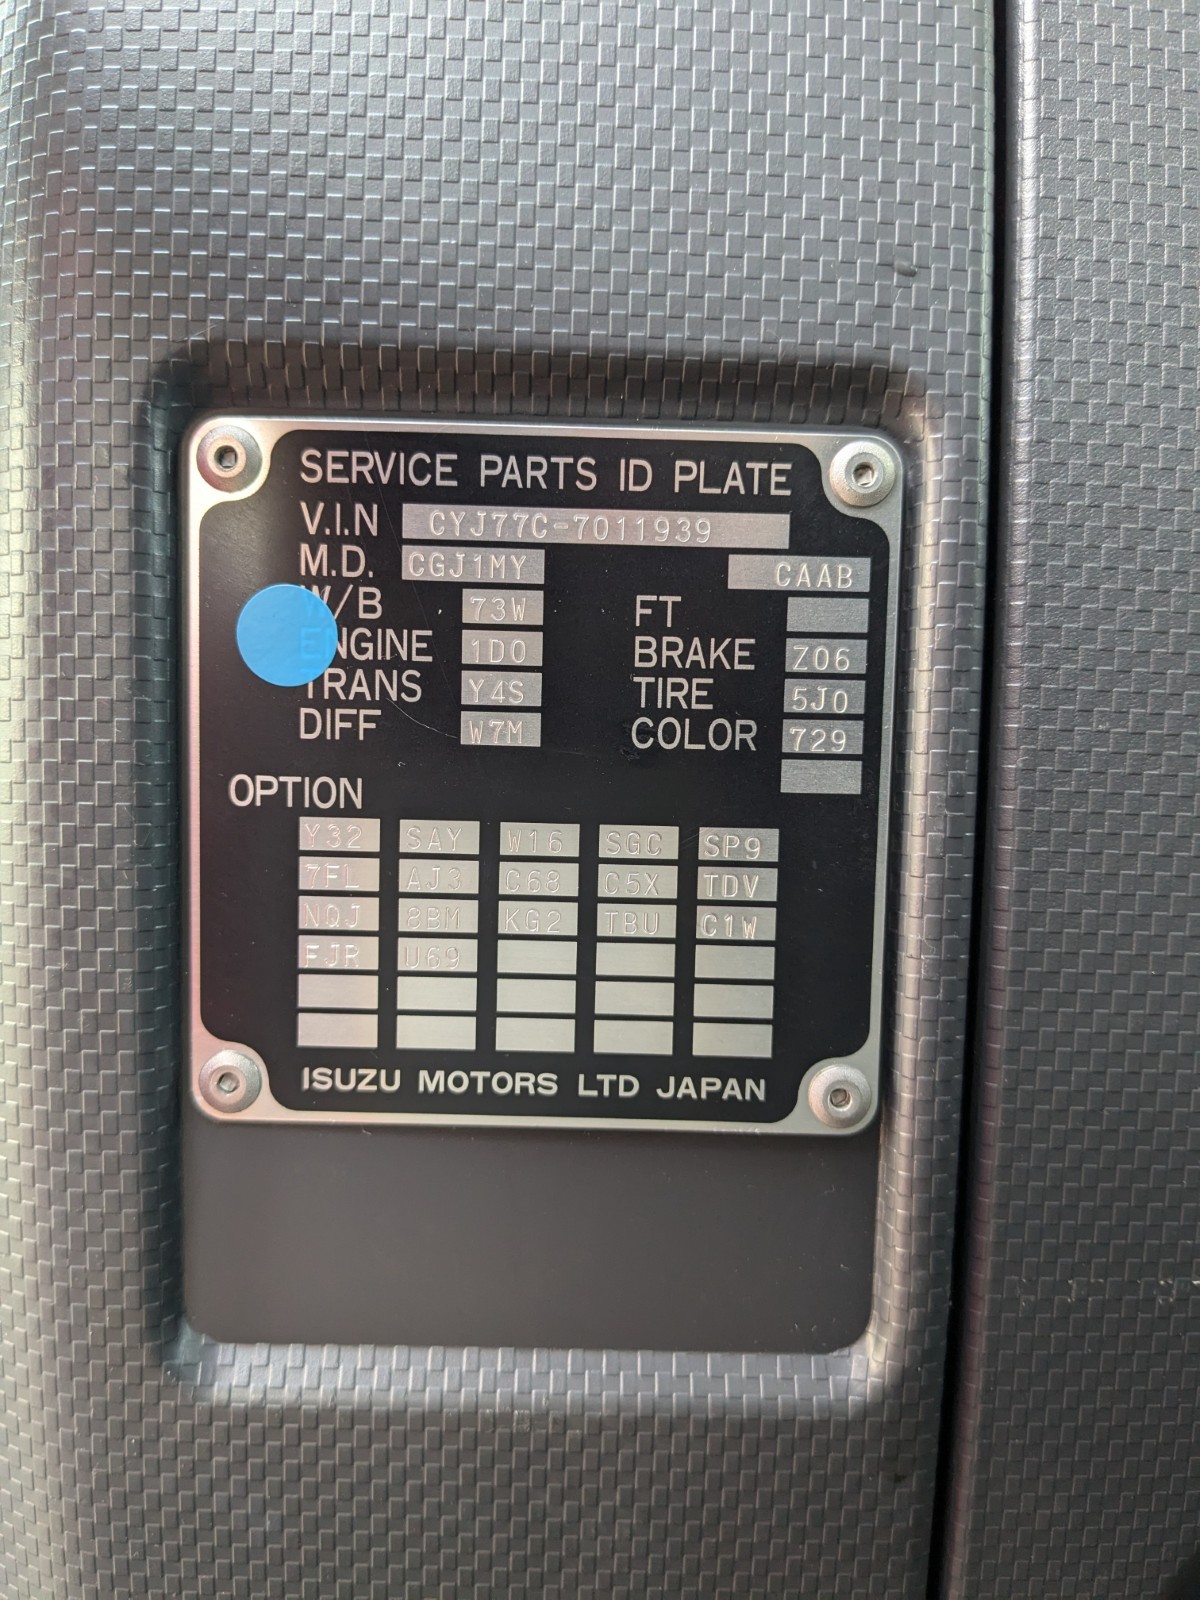 SERVICE PARTS ID PLATE
V.I.N CYJ77C-7011939
M.D. CGJ1MY CAAB
W/B 73W FT
ENGINE 1D0 BRAKE Z06
TRANS Y4S TIRE 5J0
DIFF W7M COLOR 729
OPTION
Y32 SAY W16 SGC SP9
7FL AJ3 C68 C5X TDV
NQJ 8BM KG2 TBU C1W
FJR U69
ISUZU MOTORS LTD JAPAN